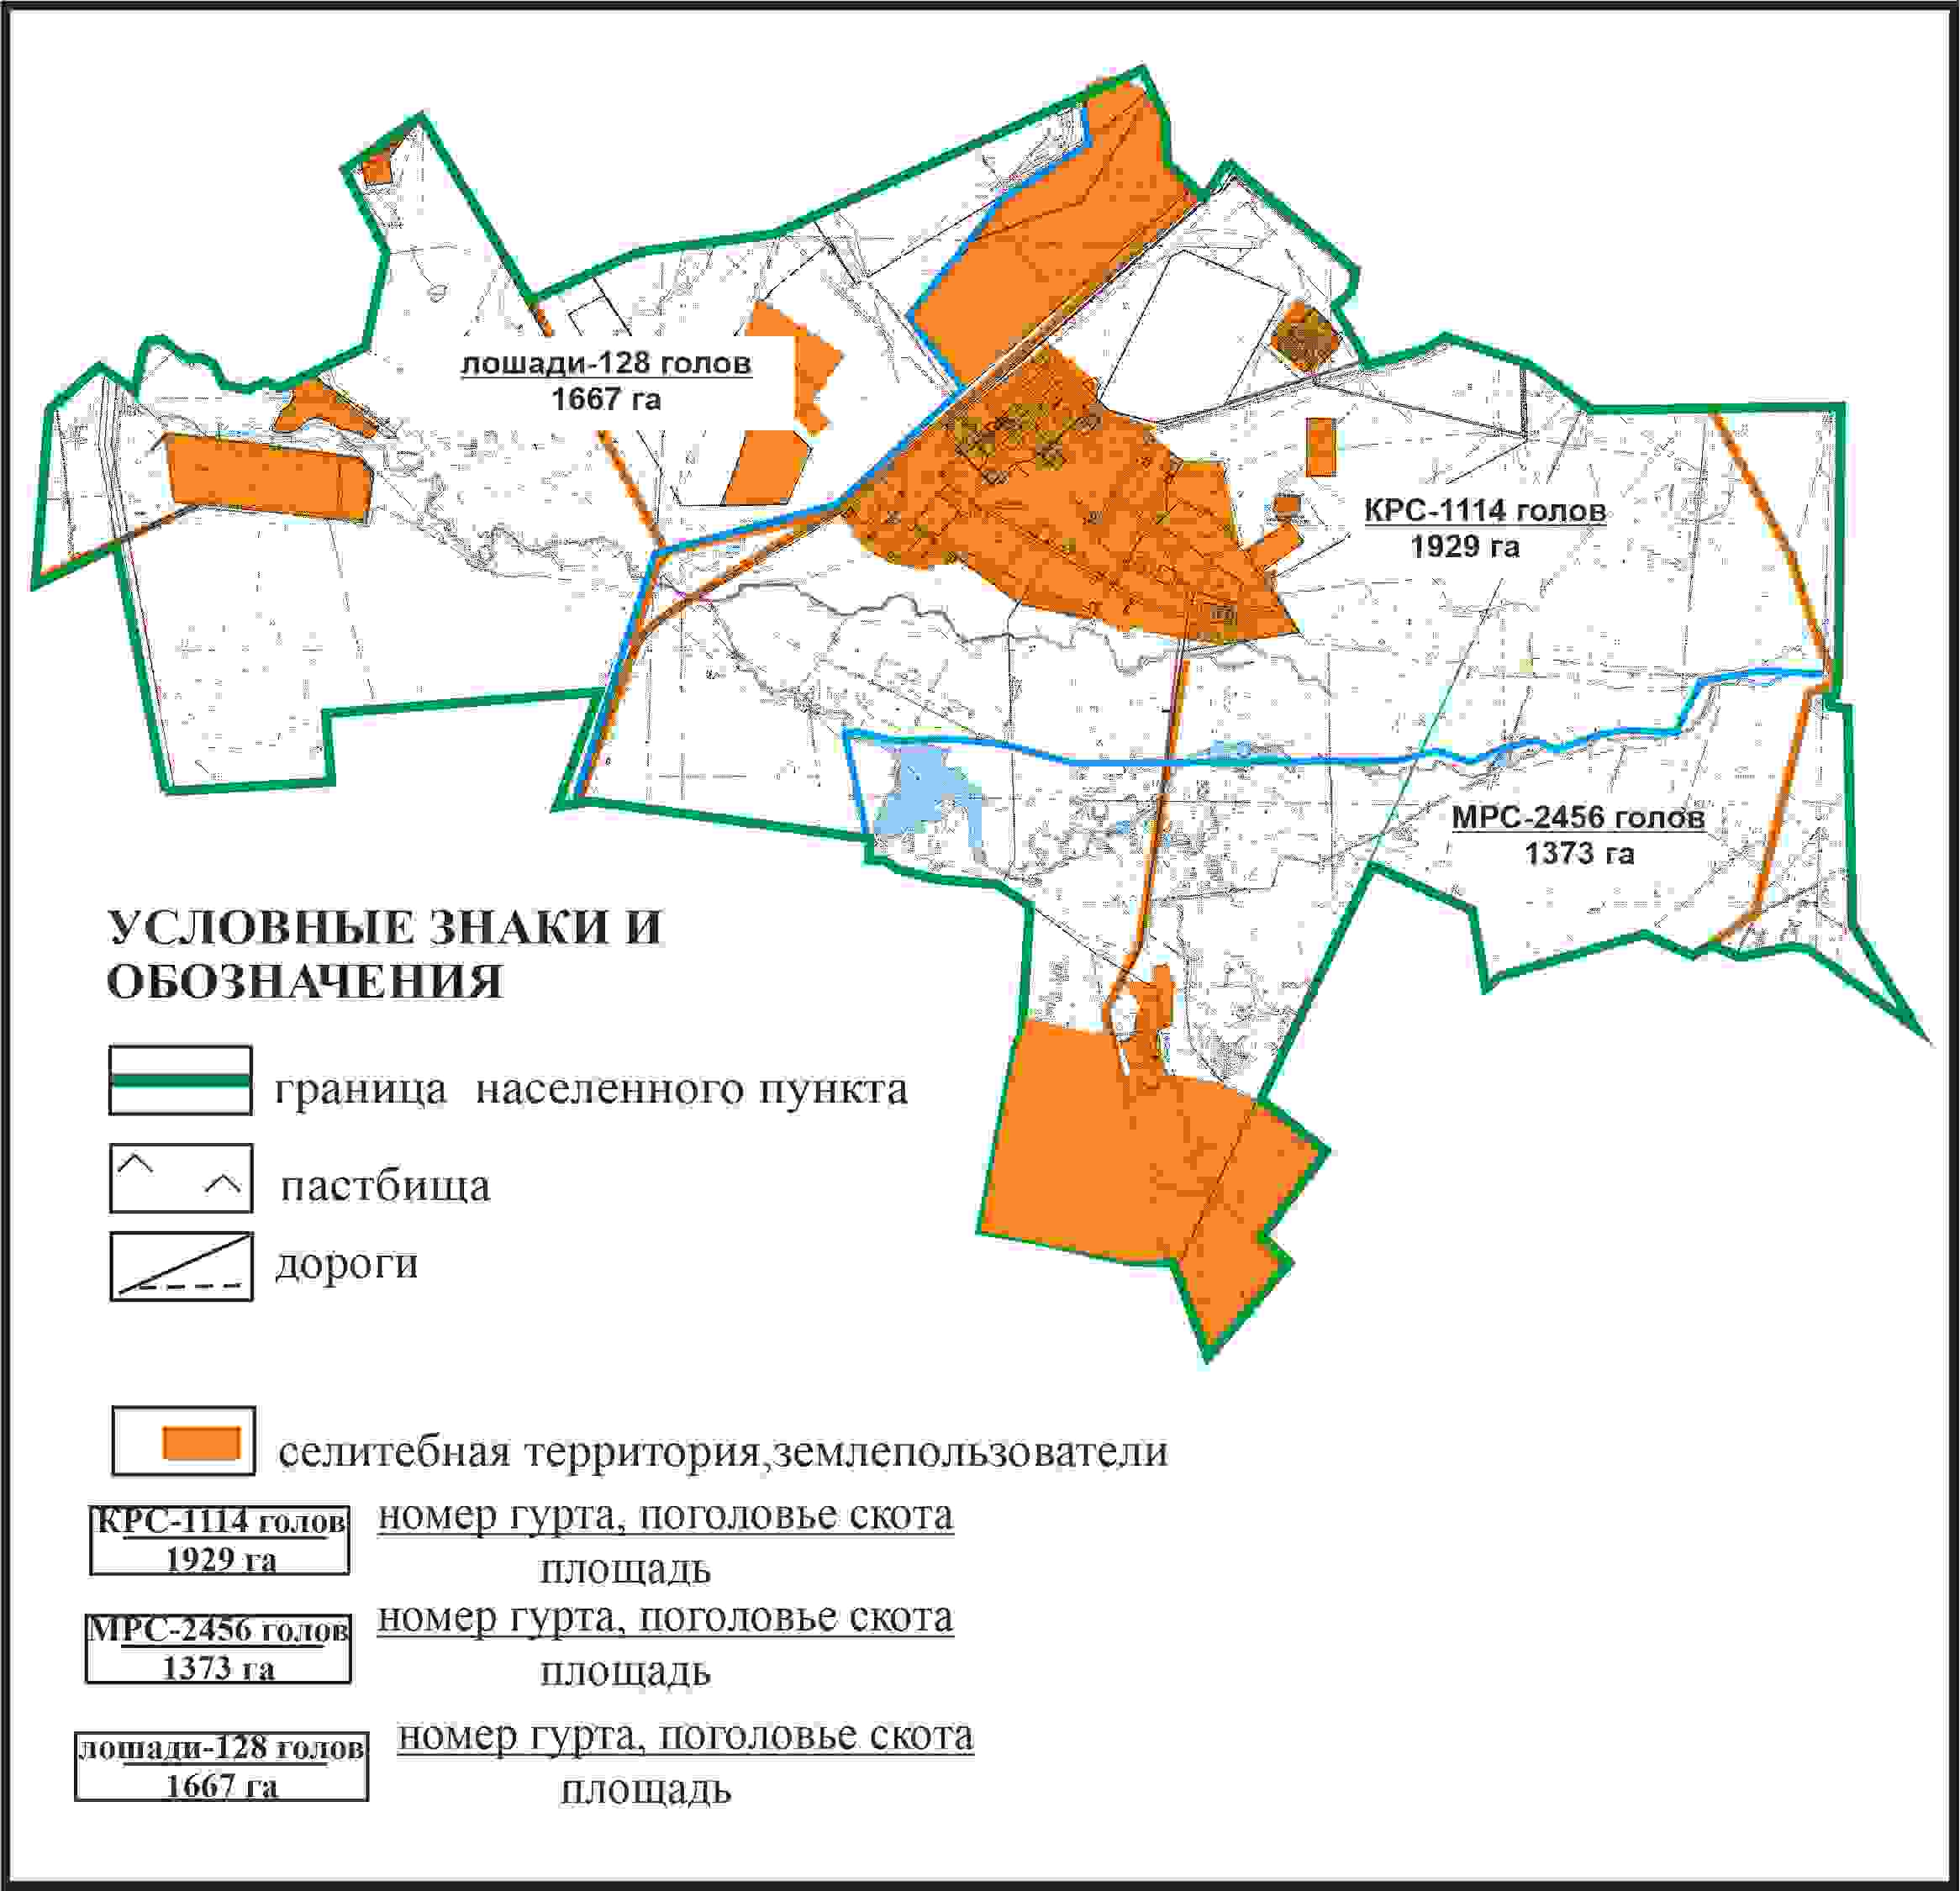 лошади-128 голов
1667 га
КРС-1114 голов
1929 га
МРС-2456 голов
1373 га
УСЛОВНЫЕ ЗНАКИ И
ОБОЗНАЧЕНИЯ
граница населенного пункта
пастбища
дороги
селитебная территория,землепользователи
КРС-1114 голов
1929 га
номер гурта, поголовье скота
площадь
МРС-2456 голов
1373 га
номер гурта, поголовье скота
площадь
лошади-128 голов
1667 га
номер гурта, поголовье скота
площадь